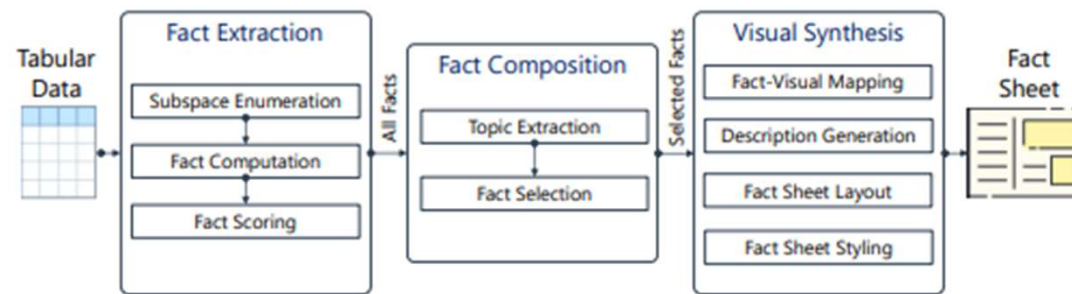 Tabular
Data
Fact Extraction
Subspace Enumeration
Fact Computation
Fact Scoring
All Facts
Fact Composition
Topic Extraction
Fact Selection
Selected Facts
Visual Synthesis
Fact-Visual Mapping
Description Generation
Fact Sheet Layout
Fact Sheet Styling
Fact
Sheet